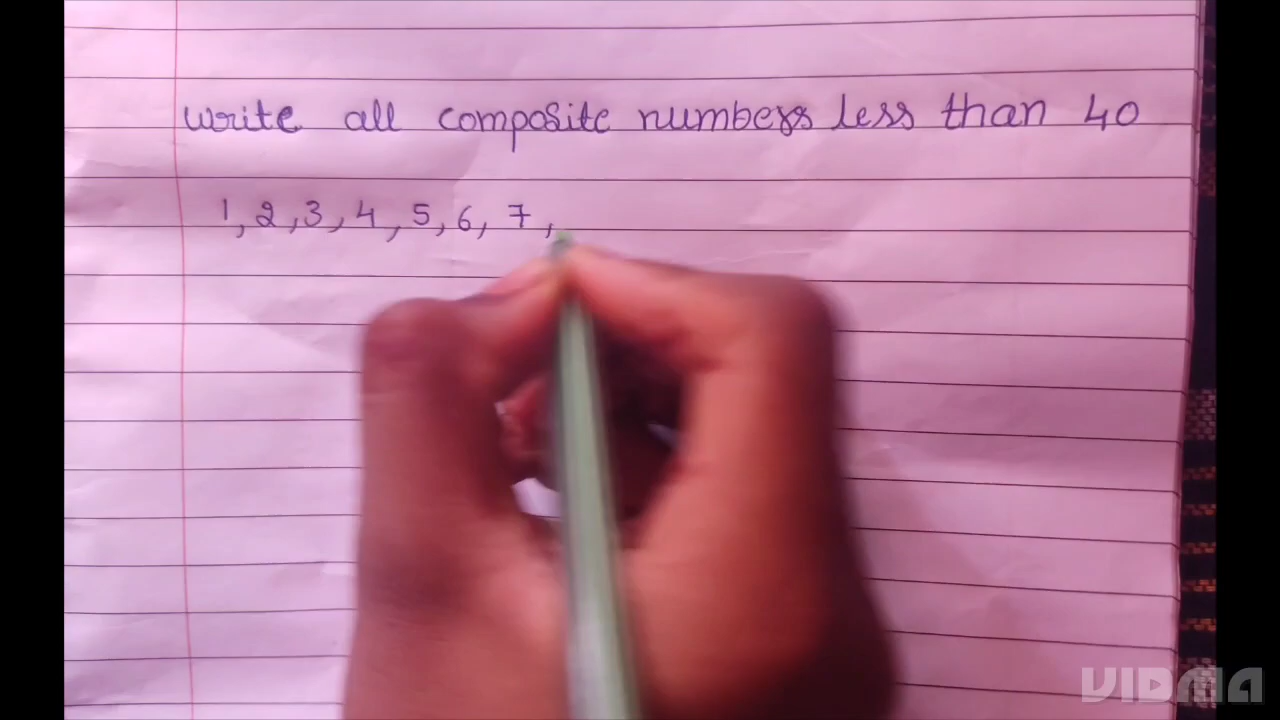 write all composite numbers less than 40
1, 2, 3, 4, 5, 6, 7,
VIDMA